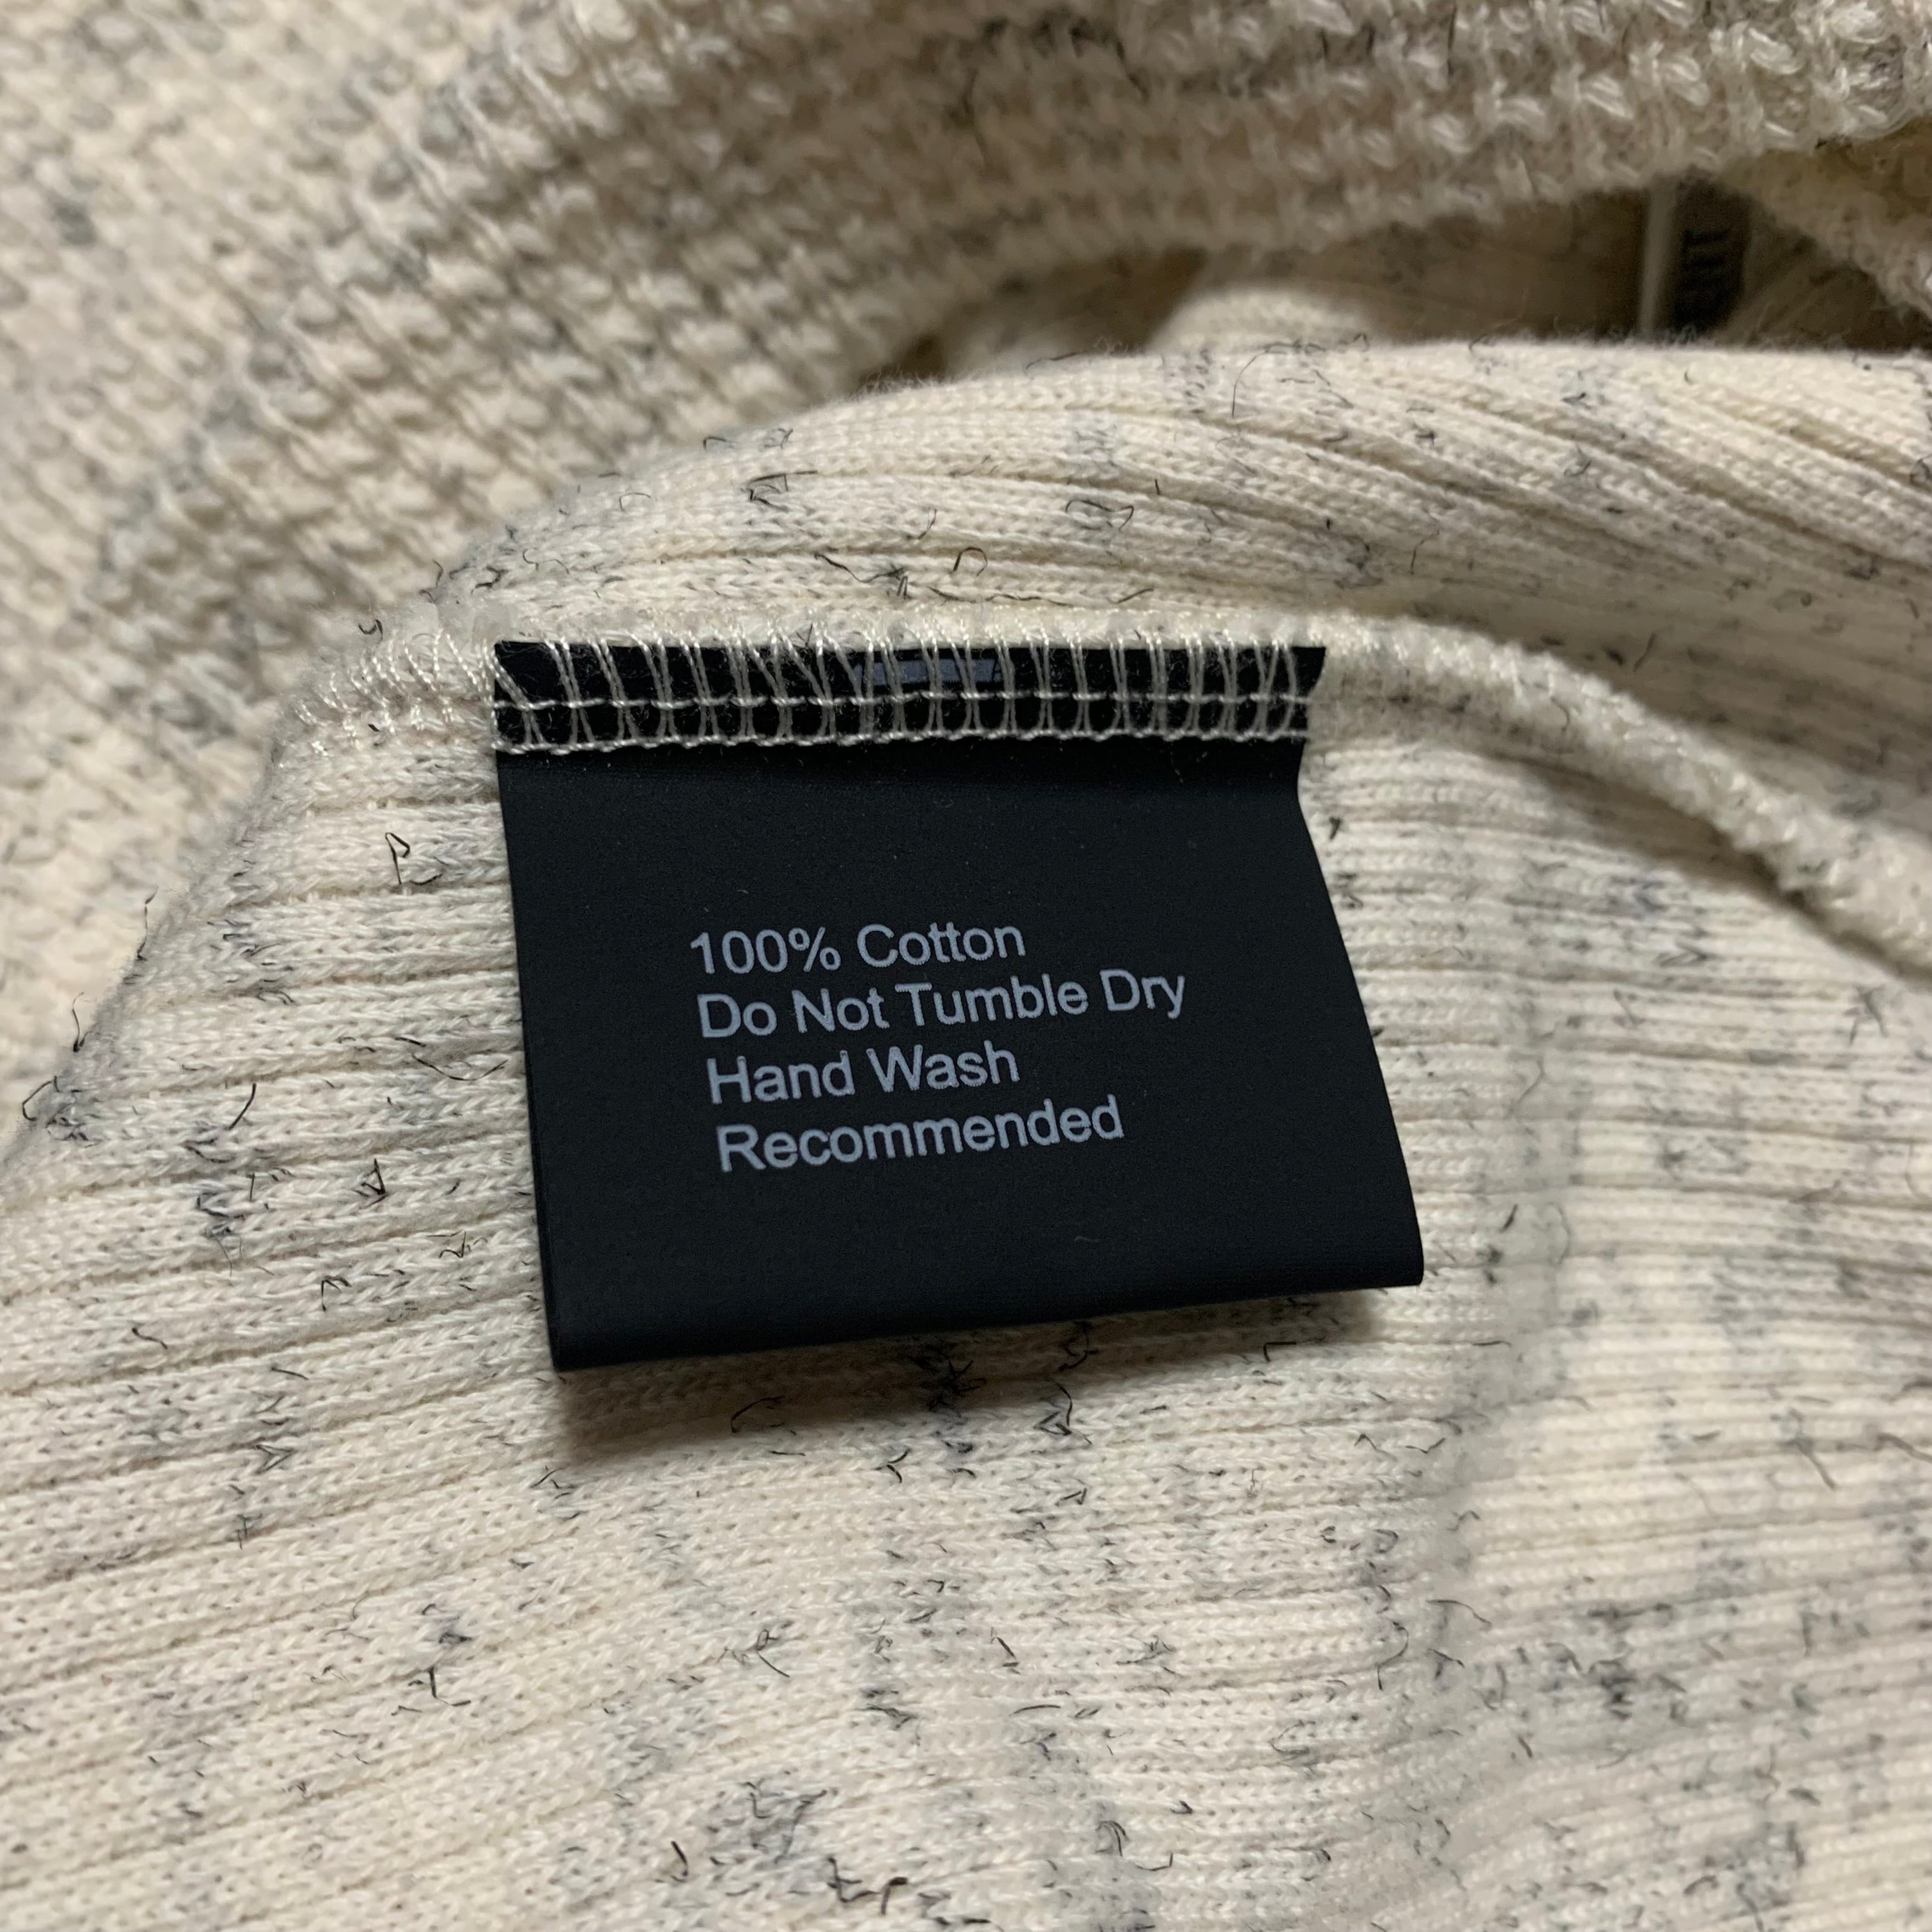 100% Cotton
Do Not Tumble Dry
Hand Wash
Recommended